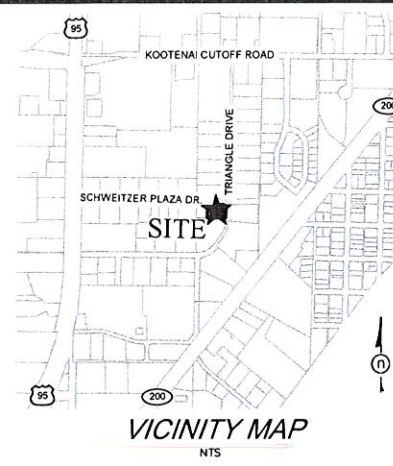 95
KOOTENAI CUTOFF ROAD
200
TRIANGLE DRIVE
SCHWEITZER PLAZA DR.
SITE
n
95
200
VICINITY MAP
NTS